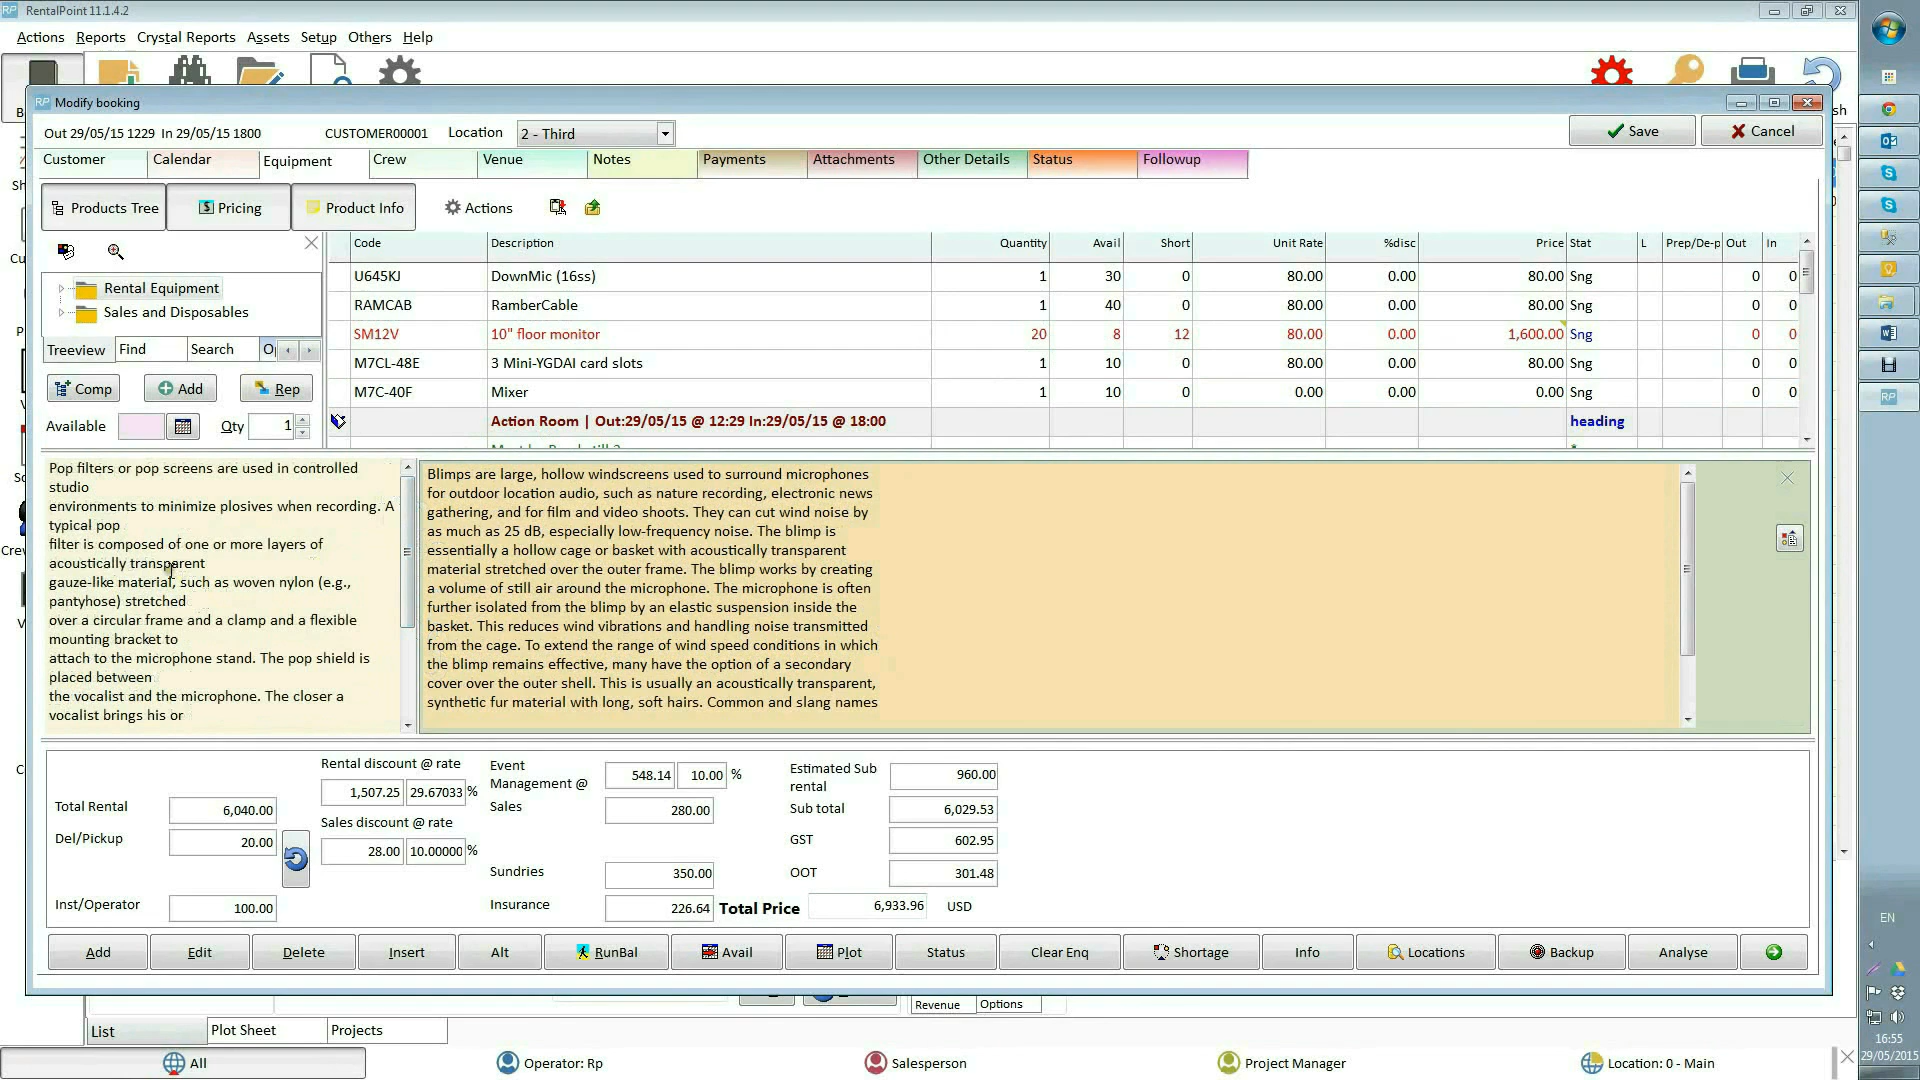 RP RentalPoint 11.1.4.2
Actions Reports Crystal Reports Assets Setup Others Help
RP Modify booking
Out 29/05/15 1229 In 29/05/15 1800 CUSTOMER00001 Location 2 - Third Save Cancel
Customer Calendar Equipment Crew Venue Notes Payments Attachments Other Details Status Followup
Products Tree Pricing Product Info Actions
Code Description Quantity Avail Short Unit Rate %disc Price Stat L Prep/De-p Out In
U645KJ DownMic (16ss) 1 30 0 80.00 0.00 80.00 Sng 0 0
RAMCAB RamberCable 1 40 0 80.00 0.00 80.00 Sng 0 0
SM12V 10" floor monitor 20 8 12 80.00 0.00 1,600.00 Sng 0 0
M7CL-48E 3 Mini-YGDAI card slots 1 10 0 80.00 0.00 80.00 Sng 0 0
M7C-40F Mixer 1 10 0 0.00 0.00 0.00 Sng 0 0
Action Room | Out:29/05/15 @ 12:29 In:29/05/15 @ 18:00 heading
Rental Equipment
Sales and Disposables
Treeview Find Search
Comp Add Rep
Available Qty 1
Pop filters or pop screens are used in controlled
studio
environments to minimize plosives when recording. A
typical pop
filter is composed of one or more layers of
acoustically transparent
gauze-like material, such as woven nylon (e.g.,
pantyhose) stretched
over a circular frame and a clamp and a flexible
mounting bracket to
attach to the microphone stand. The pop shield is
placed between
the vocalist and the microphone. The closer a
vocalist brings his or
Blimps are large, hollow windscreens used to surround microphones
for outdoor location audio, such as nature recording, electronic news
gathering, and for film and video shoots. They can cut wind noise by
as much as 25 dB, especially low-frequency noise. The blimp is
essentially a hollow cage or basket with acoustically transparent
material stretched over the outer frame. The blimp works by creating
a volume of still air around the microphone. The microphone is often
further isolated from the blimp by an elastic suspension inside the
basket. This reduces wind vibrations and handling noise transmitted
from the cage. To extend the range of wind speed conditions in which
the blimp remains effective, many have the option of a secondary
cover over the outer shell. This is usually an acoustically transparent,
synthetic fur material with long, soft hairs. Common and slang names
Total Rental 6,040.00
Del/Pickup 20.00
Inst/Operator 100.00
Rental discount @ rate
1,507.25 29.67033 %
Sales discount @ rate
28.00 10.00000 %
Event
Management @ 548.14 10.00 %
Sales 280.00
Sundries 350.00
Insurance 226.64
Estimated Sub
rental 960.00
Sub total 6,029.53
GST 602.95
OOT 301.48
Total Price 6,933.96 USD
Add Edit Delete Insert Alt RunBal Avail Plot Status Clear Enq Shortage Info Locations Backup Analyse
Revenue Options
List Plot Sheet Projects
All Operator: Rp Salesperson Project Manager Location: 0 - Main
EN
16:55
29/05/2015